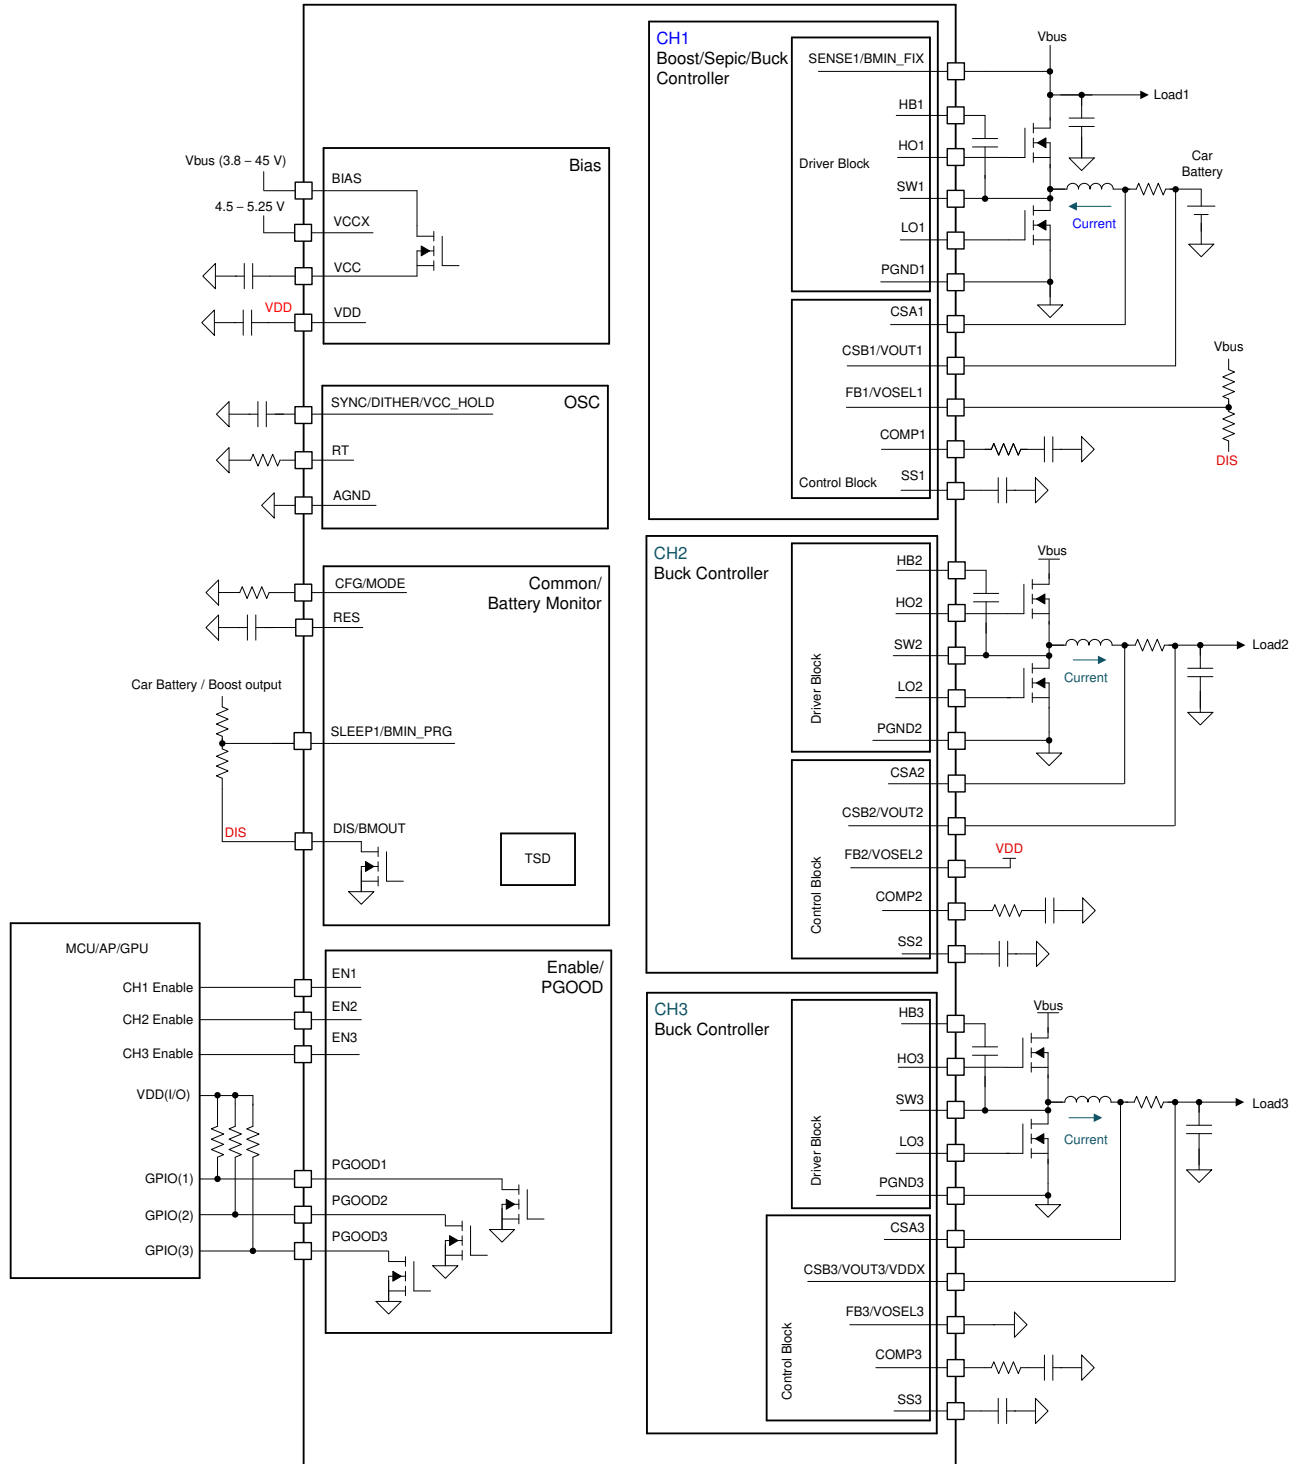 Vbus (3.8 – 45 V)
4.5 – 5.25 V
VDD
Bias
BIAS
VCCX
VCC
VDD
OSC
SYNC/DITHER/VCC_HOLD
RT
AGND
Common/
Battery Monitor
CFG/MODE
RES
Car Battery / Boost output
SLEEP1/BMIN_PRG
DIS
DIS/BMOUT
TSD
MCU/AP/GPU
CH1 Enable
CH2 Enable
CH3 Enable
VDD(I/O)
GPIO(1)
GPIO(2)
GPIO(3)
Enable/
PGOOD
EN1
EN2
EN3
PGOOD1
PGOOD2
PGOOD3
CH1
Boost/Sepic/Buck
Controller
SENSE1/BMIN_FIX
HB1
HO1
Driver Block
SW1
LO1
PGND1
CSA1
CSB1/VOUT1
FB1/VOSEL1
COMP1
SS1
Control Block
Vbus
Load1
Car
Battery
Current
Vbus
DIS
CH2
Buck Controller
HB2
HO2
SW2
LO2
PGND2
Driver Block
CSA2
CSB2/VOUT2
FB2/VOSEL2
COMP2
SS2
Control Block
Vbus
Load2
Current
VDD
CH3
Buck Controller
HB3
HO3
SW3
LO3
PGND3
Driver Block
CSA3
CSB3/VOUT3/VDDX
FB3/VOSEL3
COMP3
SS3
Control Block
Vbus
Load3
Current